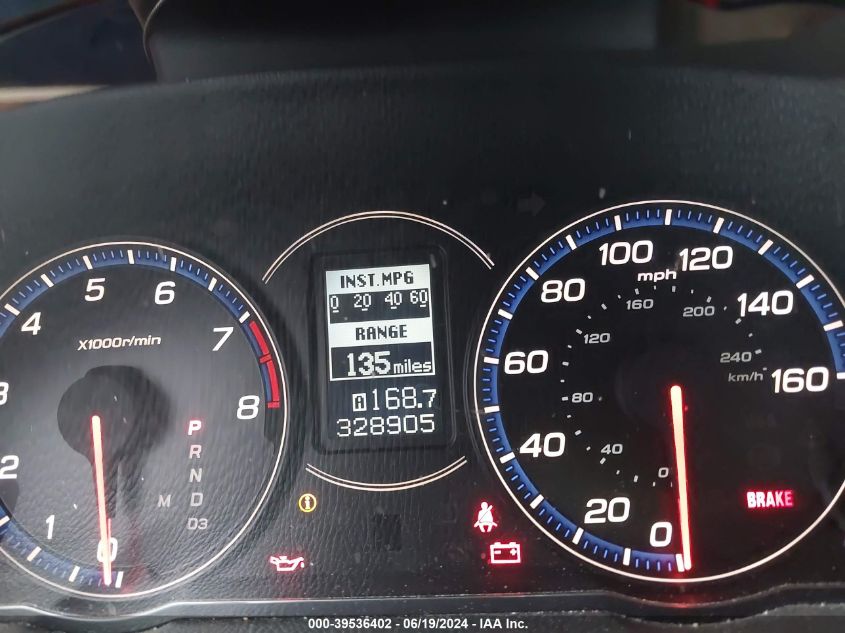 0 1 2 3 4 5 6 7 8
X1000r/min
P
R
N
M D
D3
INST.MPG
0 20 40 60
RANGE
135 miles
A 168.7
328905
0 20 40 60 80 100 120 140 160
mph
0 40 80 120 160 200 240
km/h
BRAKE
000-39536402 - 06/19/2024 - IAA Inc.